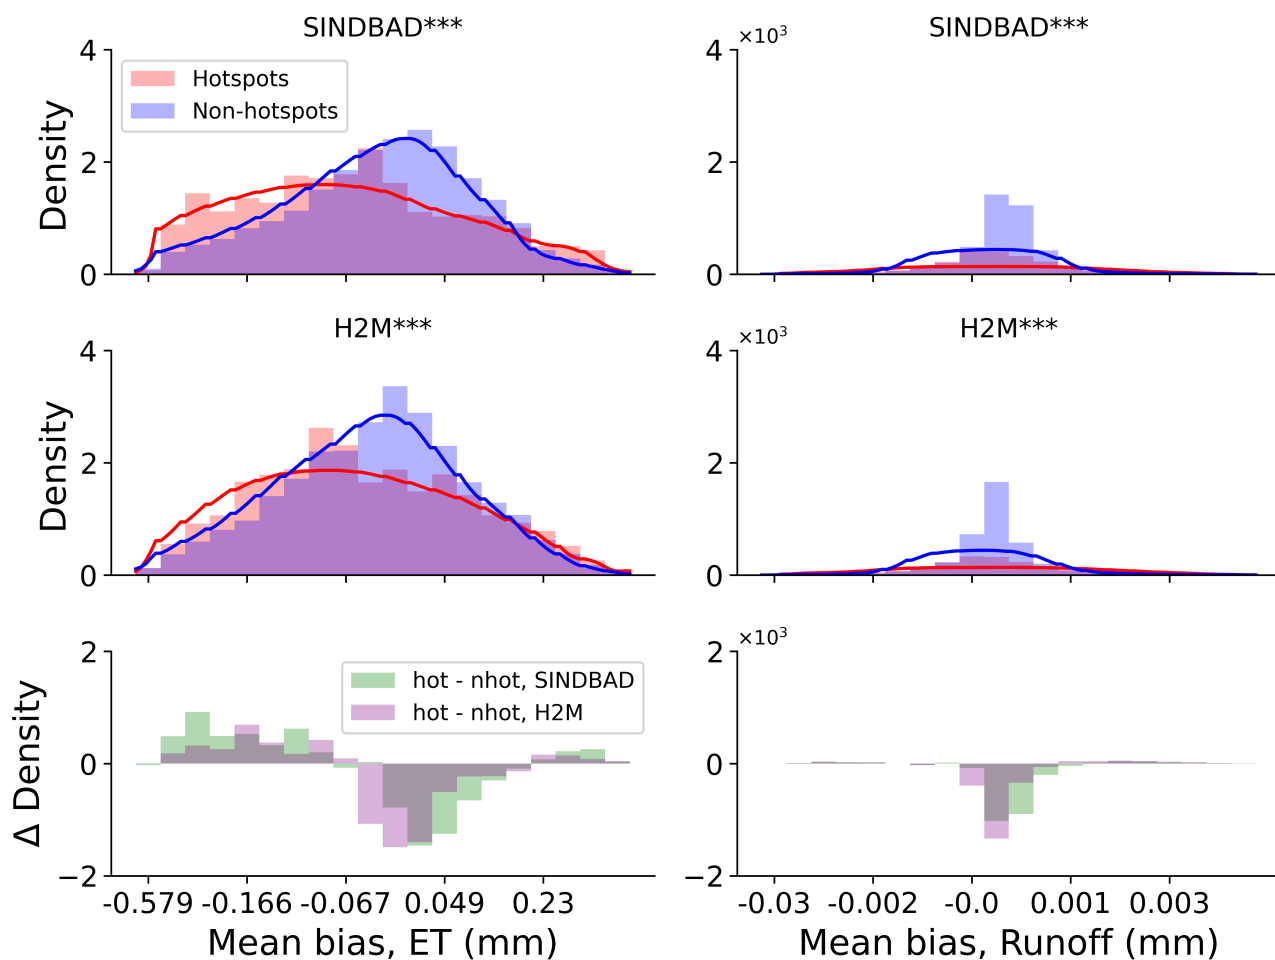 SINDBAD***
SINDBAD***
×10³
4
2
0
Density
Hotspots
Non-hotspots
4
2
0
H2M***
H2M***
×10³
4
2
0
Density
4
2
0
×10³
2
0
−2
Δ Density
hot - nhot, SINDBAD
hot - nhot, H2M
2
0
−2
-0.579 -0.166 -0.067 0.049 0.23
Mean bias, ET (mm)
-0.03 -0.002 -0.0 0.001 0.003
Mean bias, Runoff (mm)